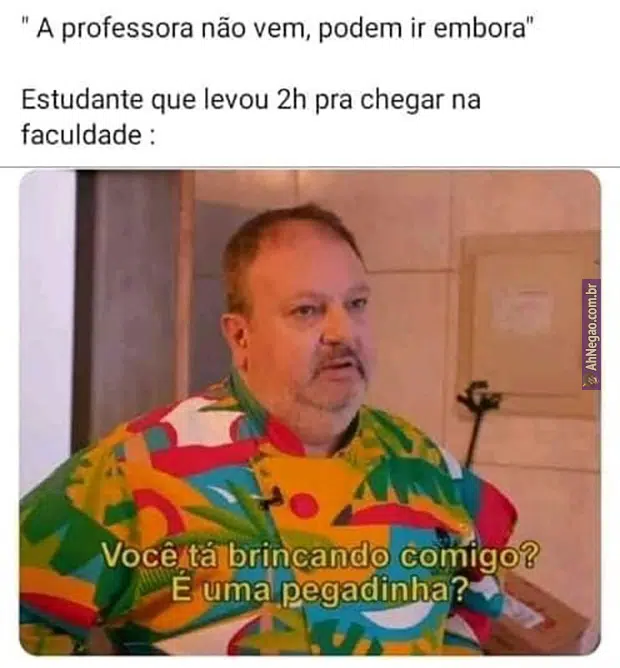 " A professora não vem, podem ir embora"
Estudante que levou 2h pra chegar na
faculdade :
AhNegao.com.br
Você tá brincando comigo?
É uma pegadinha?